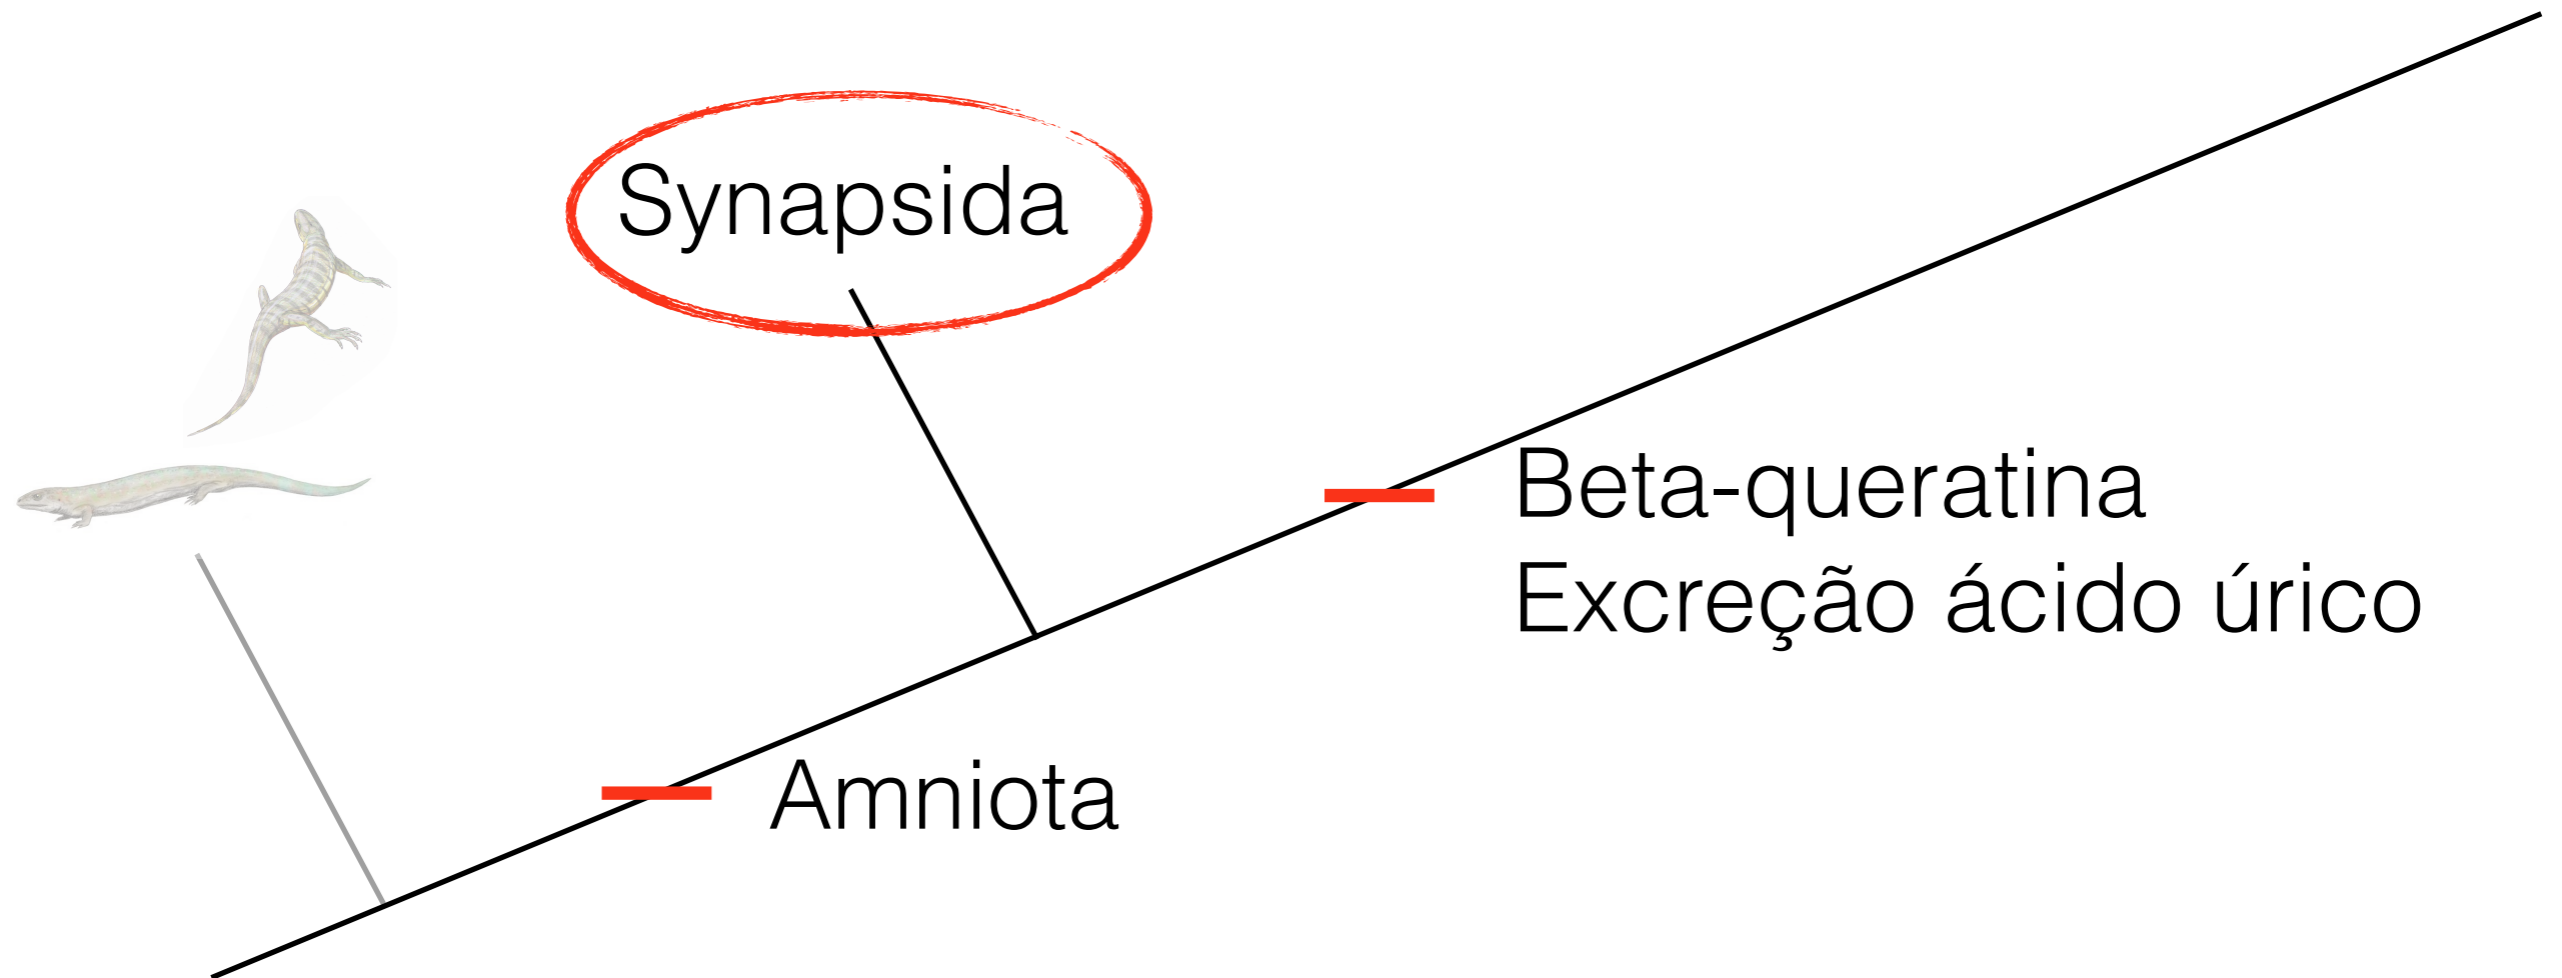 Synapsida
Beta-queratina
Excreção ácido úrico
Amniota